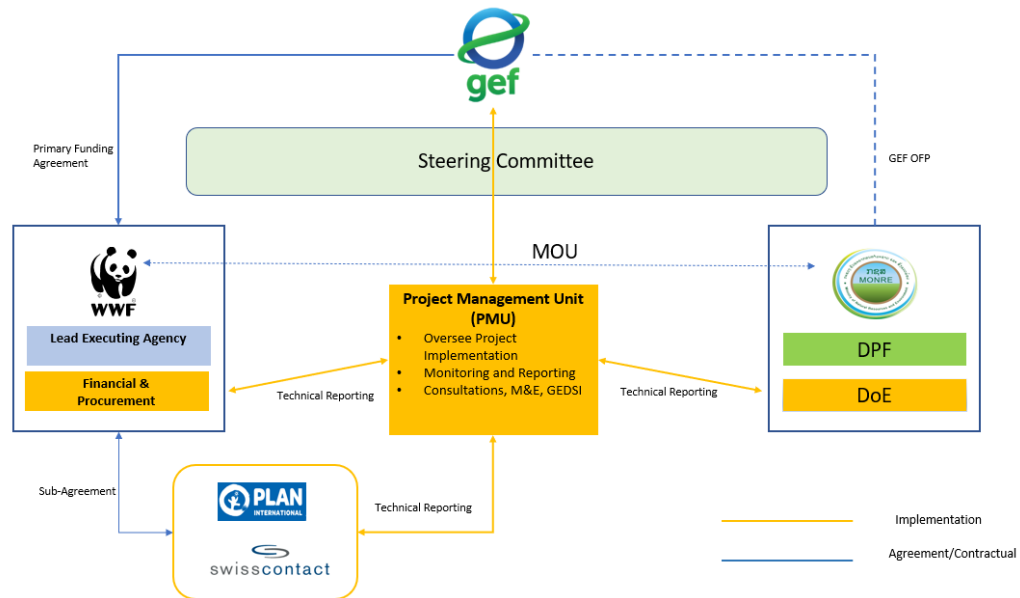 gef
Steering Committee
Primary Funding
Agreement
GEF OFP
MOU
WWF
® 
©
Lead Executing Agency
Financial &
Procurement
Project Management Unit
(PMU)
• Oversee Project
Implementation
• Monitoring and Reporting
• Consultations, M&E, GEDSI
MONRE
DPF
DoE
Technical Reporting
Technical Reporting
Sub-Agreement
PLAN
INTERNATIONAL
swisscontact
Technical Reporting
Implementation
Agreement/Contractual